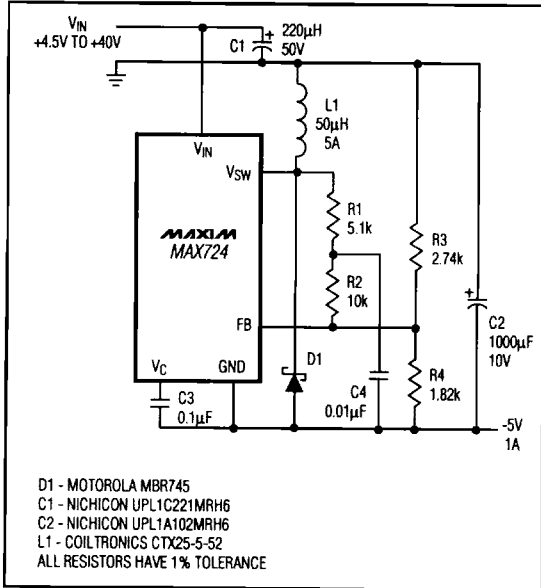 VIN
+4.5V TO +40V
C1
+
220µH
50V
L1
50µH
5A
VIN
VSW
MAXIM
MAX724
R1
5.1k
R3
2.74k
R2
10k
FB
+
C2
1000µF
10V
D1
VC
GND
C4
0.01µF
R4
1.82k
C3
0.1µF
-5V
1A
D1 - MOTOROLA MBR745
C1 - NICHICON UPL1C221MRH6
C2 - NICHICON UPL1A102MRH6
L1 - COILTRONICS CTX25-5-52
ALL RESISTORS HAVE 1% TOLERANCE